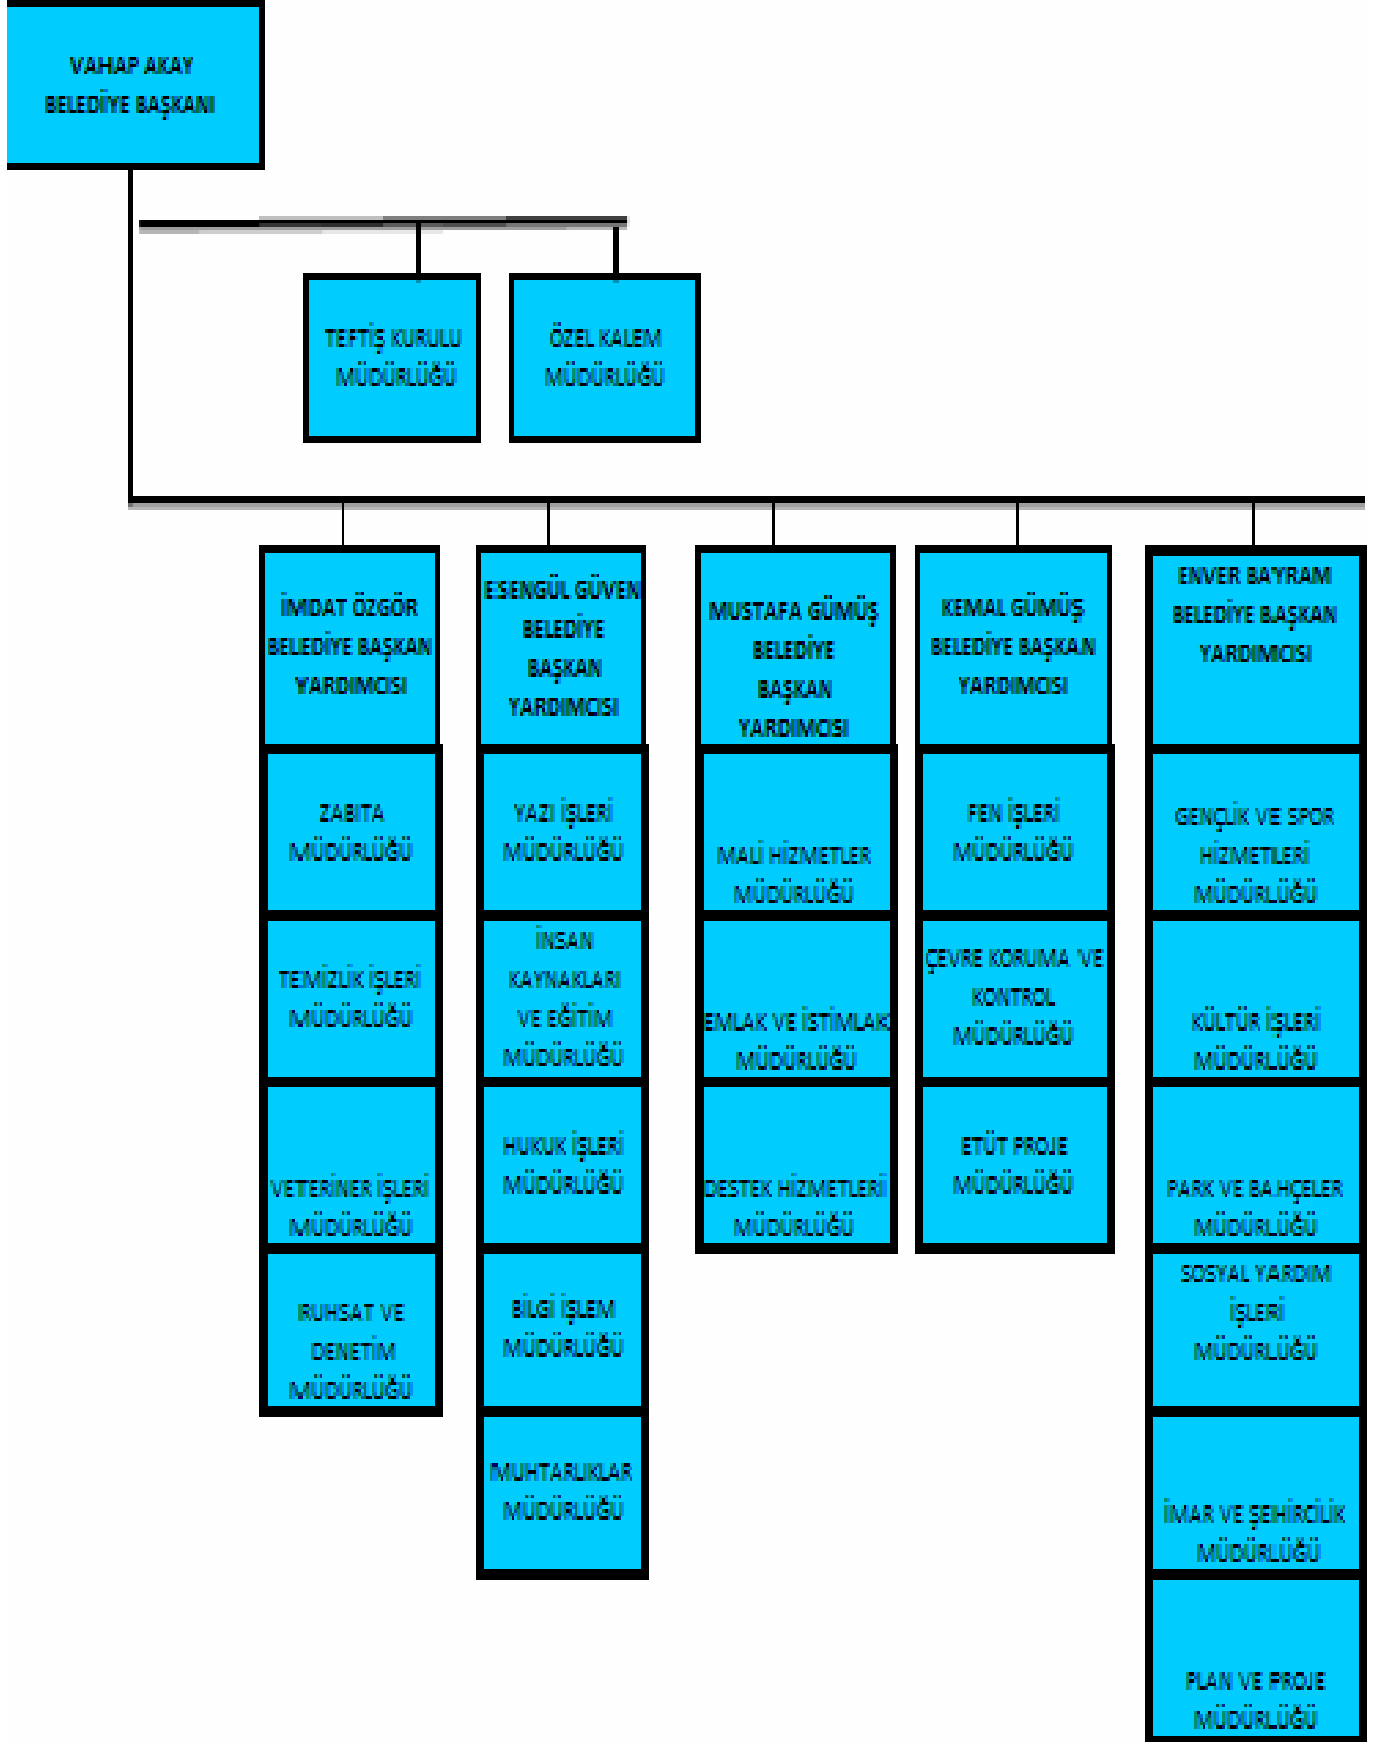 VAHAP AKAY
BELEDİYE BAŞKANI
TEFTİŞ KURULU
MÜDÜRLÜĞÜ
ÖZEL KALEM
MÜDÜRLÜĞÜ
İMDAT ÖZGÖR
BELEDİYE BAŞKAN
YARDIMCISI
ZABITA
MÜDÜRLÜĞÜ
TEMİZLİK İŞLERİ
MÜDÜRLÜĞÜ
VETERİNER İŞLERİ
MÜDÜRLÜĞÜ
RUHSAT VE
DENETİM
MÜDÜRLÜĞÜ
ESENGÜL GÜVEN
BELEDİYE
BAŞKAN
YARDIMCISI
YAZI İŞLERİ
MÜDÜRLÜĞÜ
İNSAN
KAYNAKLARI
VE EĞİTİM
MÜDÜRLÜĞÜ
HUKUK İŞLERİ
MÜDÜRLÜĞÜ
BİLGİ İŞLEM
MÜDÜRLÜĞÜ
MUHTARLIKLAR
MÜDÜRLÜĞÜ
MUSTAFA GÜMÜŞ
BELEDİYE
BAŞKAN
YARDIMCISI
MALİ HİZMETLER
MÜDÜRLÜĞÜ
EMLAK VE İSTİMLAK
MÜDÜRLÜĞÜ
DESTEK HİZMETLERİ
MÜDÜRLÜĞÜ
KEMAL GÜMÜŞ
BELEDİYE BAŞKAN
YARDIMCISI
FEN İŞLERİ
MÜDÜRLÜĞÜ
ÇEVRE KORUMA VE
KONTROL
MÜDÜRLÜĞÜ
ETÜT PROJE
MÜDÜRLÜĞÜ
ENVER BAYRAM
BELEDİYE BAŞKAN
YARDIMCISI
GENÇLİK VE SPOR
HİZMETLERİ
MÜDÜRLÜĞÜ
KÜLTÜR İŞLERİ
MÜDÜRLÜĞÜ
PARK VE BAHÇELER
MÜDÜRLÜĞÜ
SOSYAL YARDIM
İŞLERİ
MÜDÜRLÜĞÜ
İMAR VE ŞEHİRCİLİK
MÜDÜRLÜĞÜ
PLAN VE PROJE
MÜDÜRLÜĞÜ